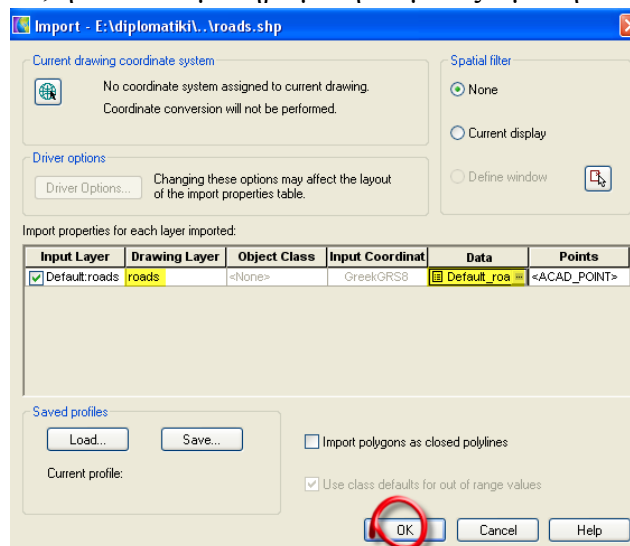 Import - E:\diplomatiki\..\roads.shp
Current drawing coordinate system
No coordinate system assigned to current drawing.
Coordinate conversion will not be performed.
Spatial filter
None
Current display
Define window
Driver options
Driver Options...
Changing these options may affect the layout
of the import properties table.
Import properties for each layer imported:
Input Layer Drawing Layer Object Class Input Coordinat Data Points
Default:roads roads <None> GreekGRS8 Default_roa <ACAD_POINT>
Saved profiles
Load... Save...
Current profile:
Import polygons as closed polylines
Use class defaults for out of range values
OK Cancel Help